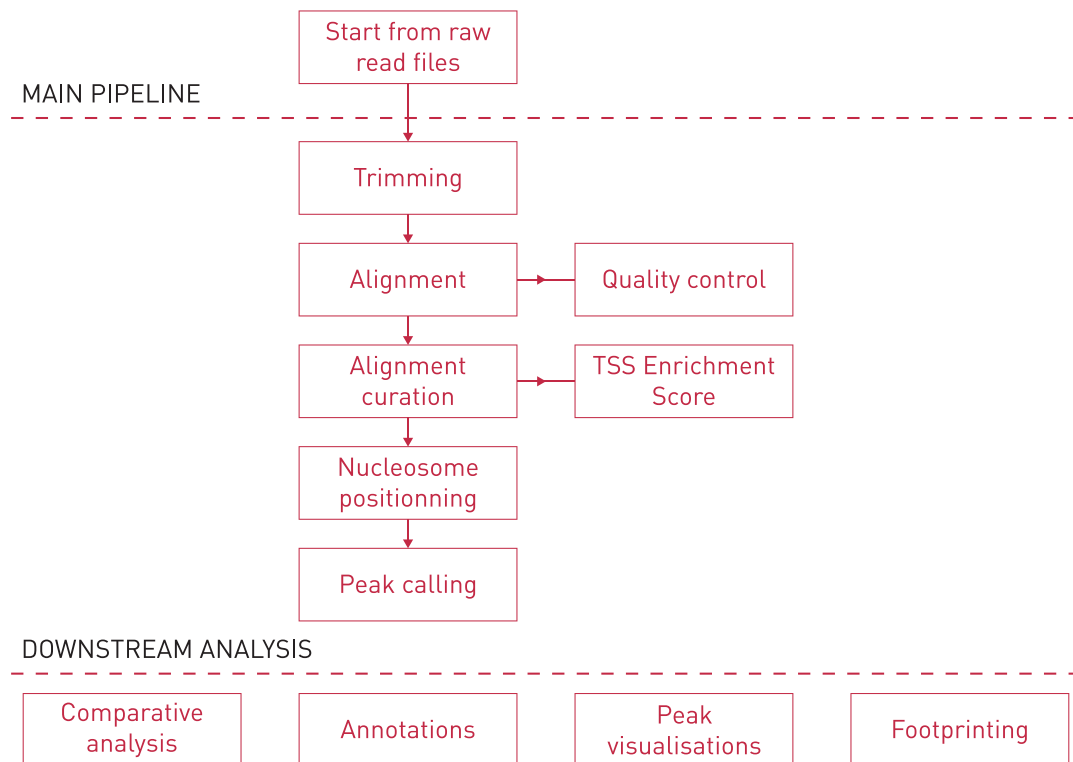 Start from raw
read files
MAIN PIPELINE
Trimming
Alignment
Quality control
Alignment
curation
TSS Enrichment
Score
Nucleosome
positionning
Peak calling
DOWNSTREAM ANALYSIS
Comparative
analysis
Annotations
Peak
visualisations
Footprinting